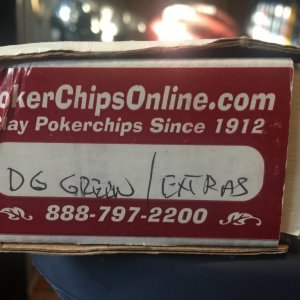 okerChipsOnline.com
lay Pokerchips Since 1912
DG GREEN / EXTRAS
888-797-2200